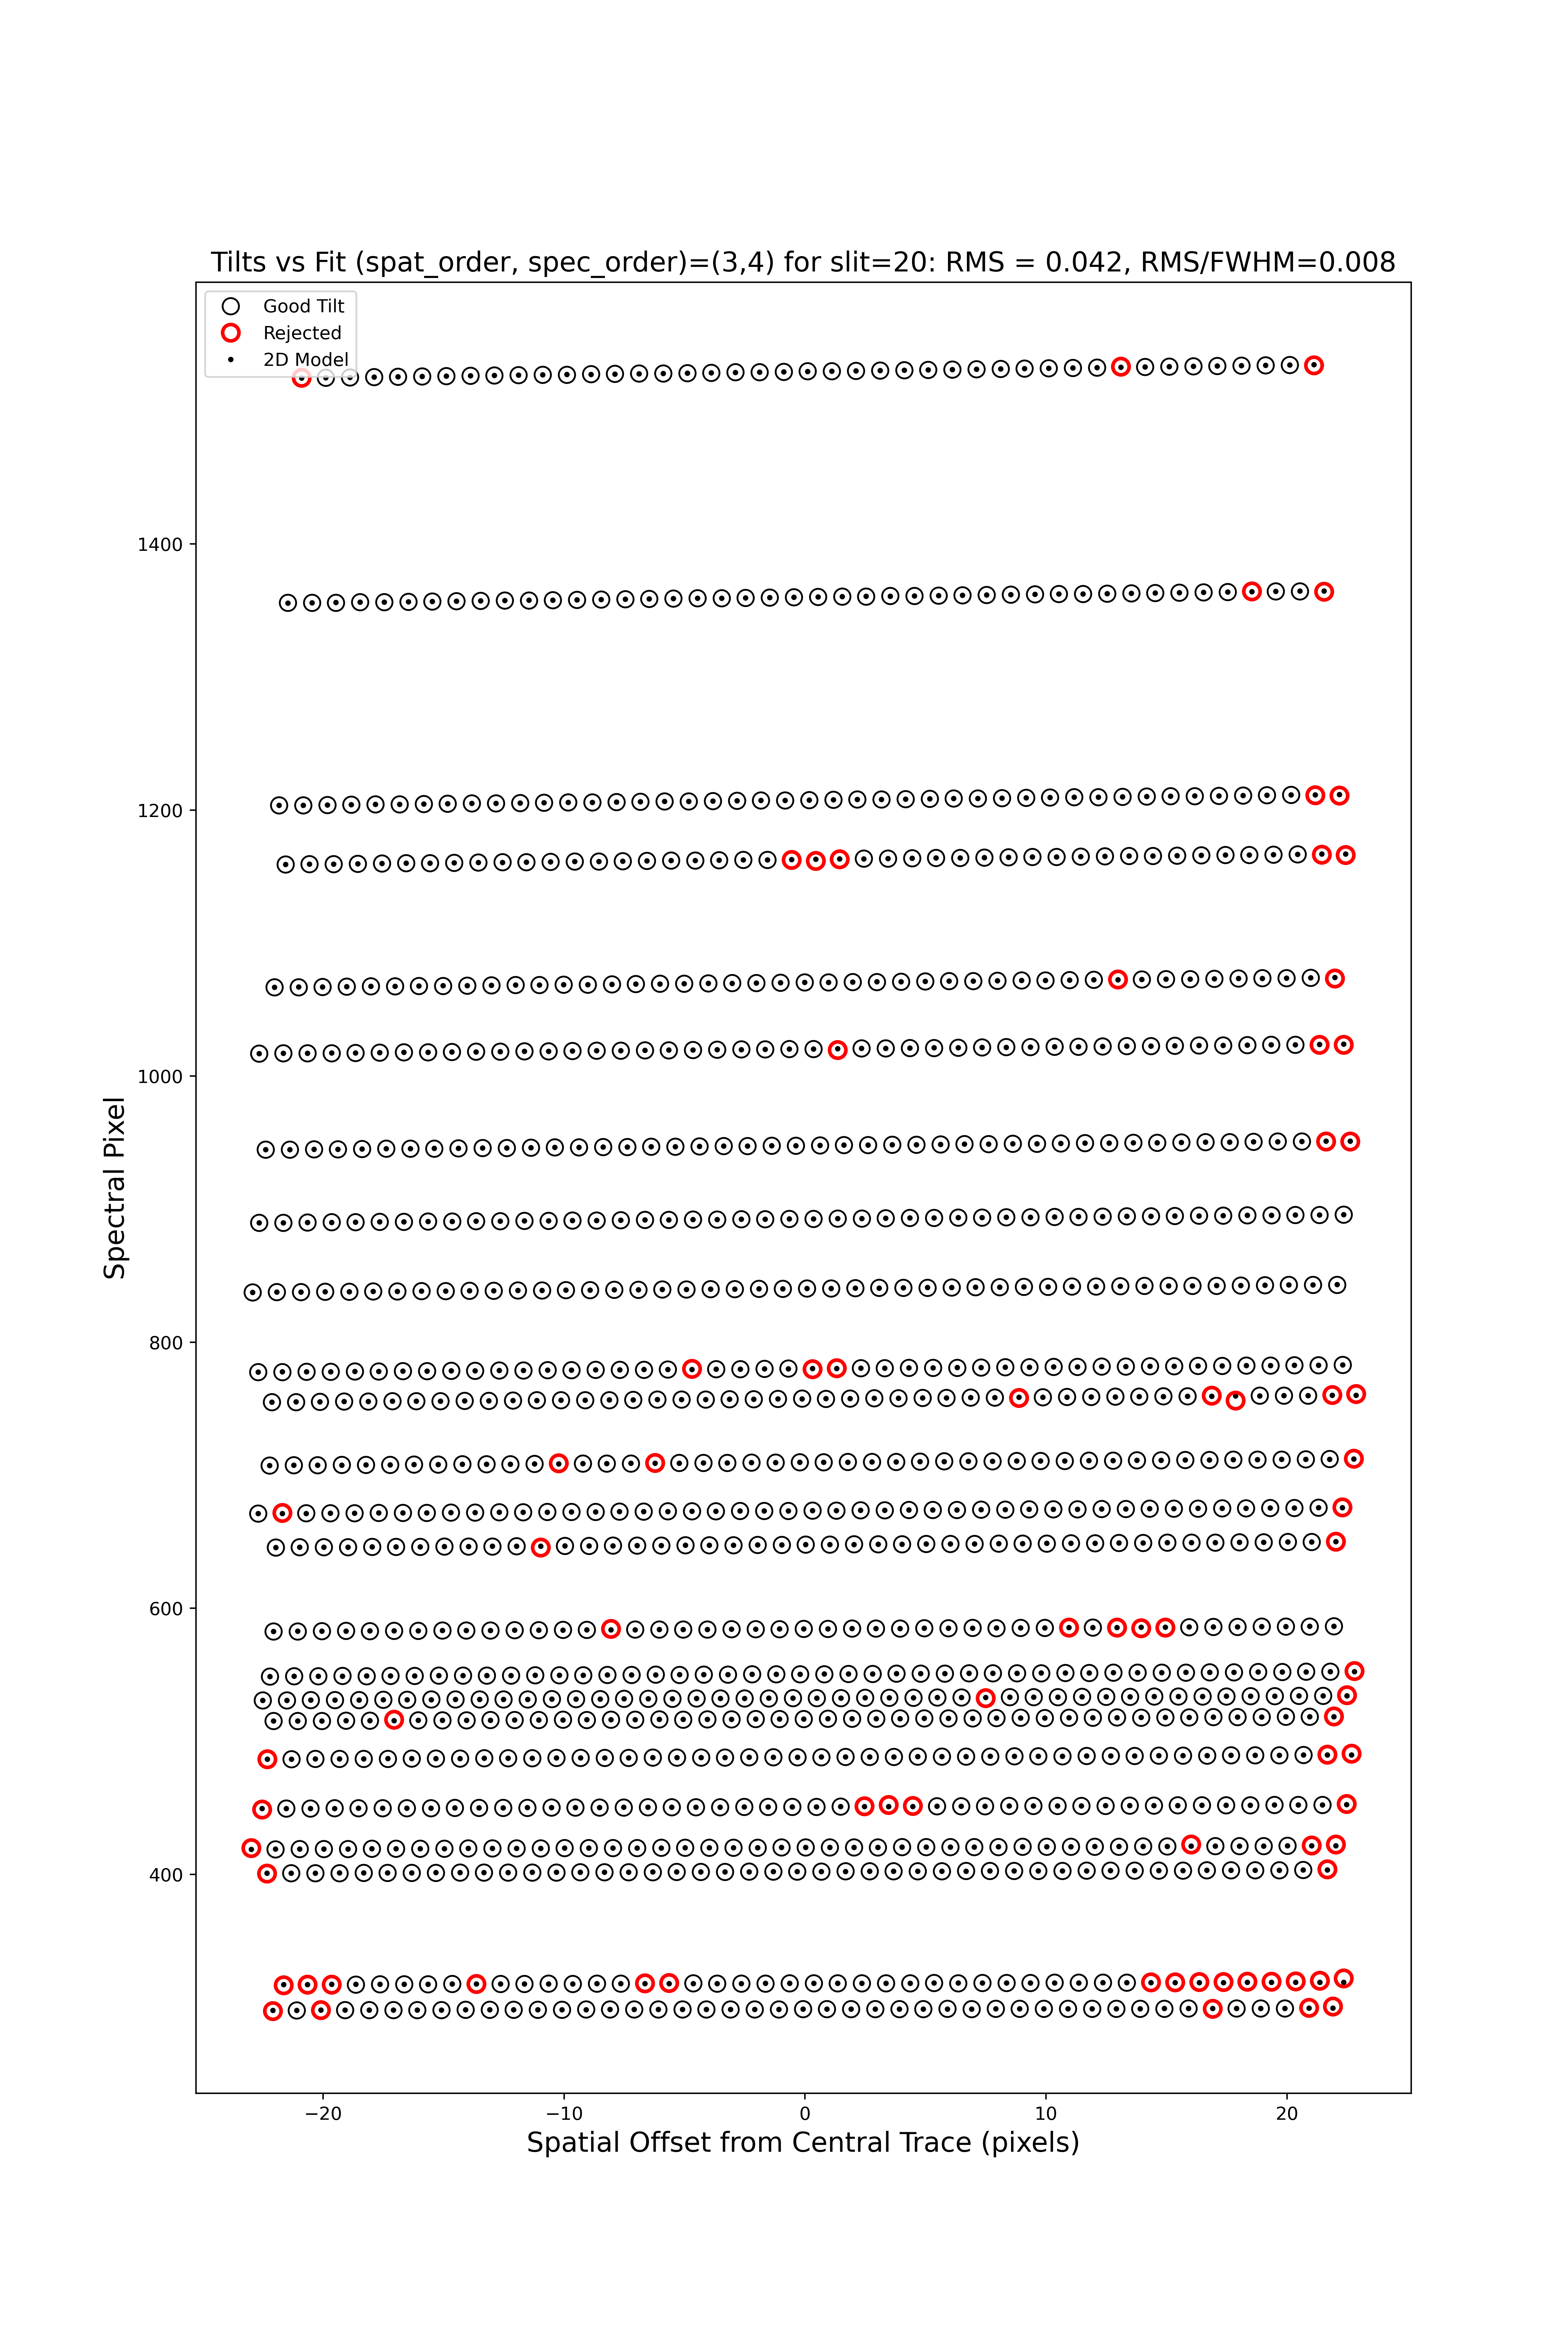 Tilts vs Fit (spat_order, spec_order)=(3,4) for slit=20: RMS = 0.042, RMS/FWHM=0.008
Good Tilt
Rejected
2D Model
1400
1200
1000
800
600
400
Spectral Pixel
−20
−10
0
10
20
Spatial Offset from Central Trace (pixels)